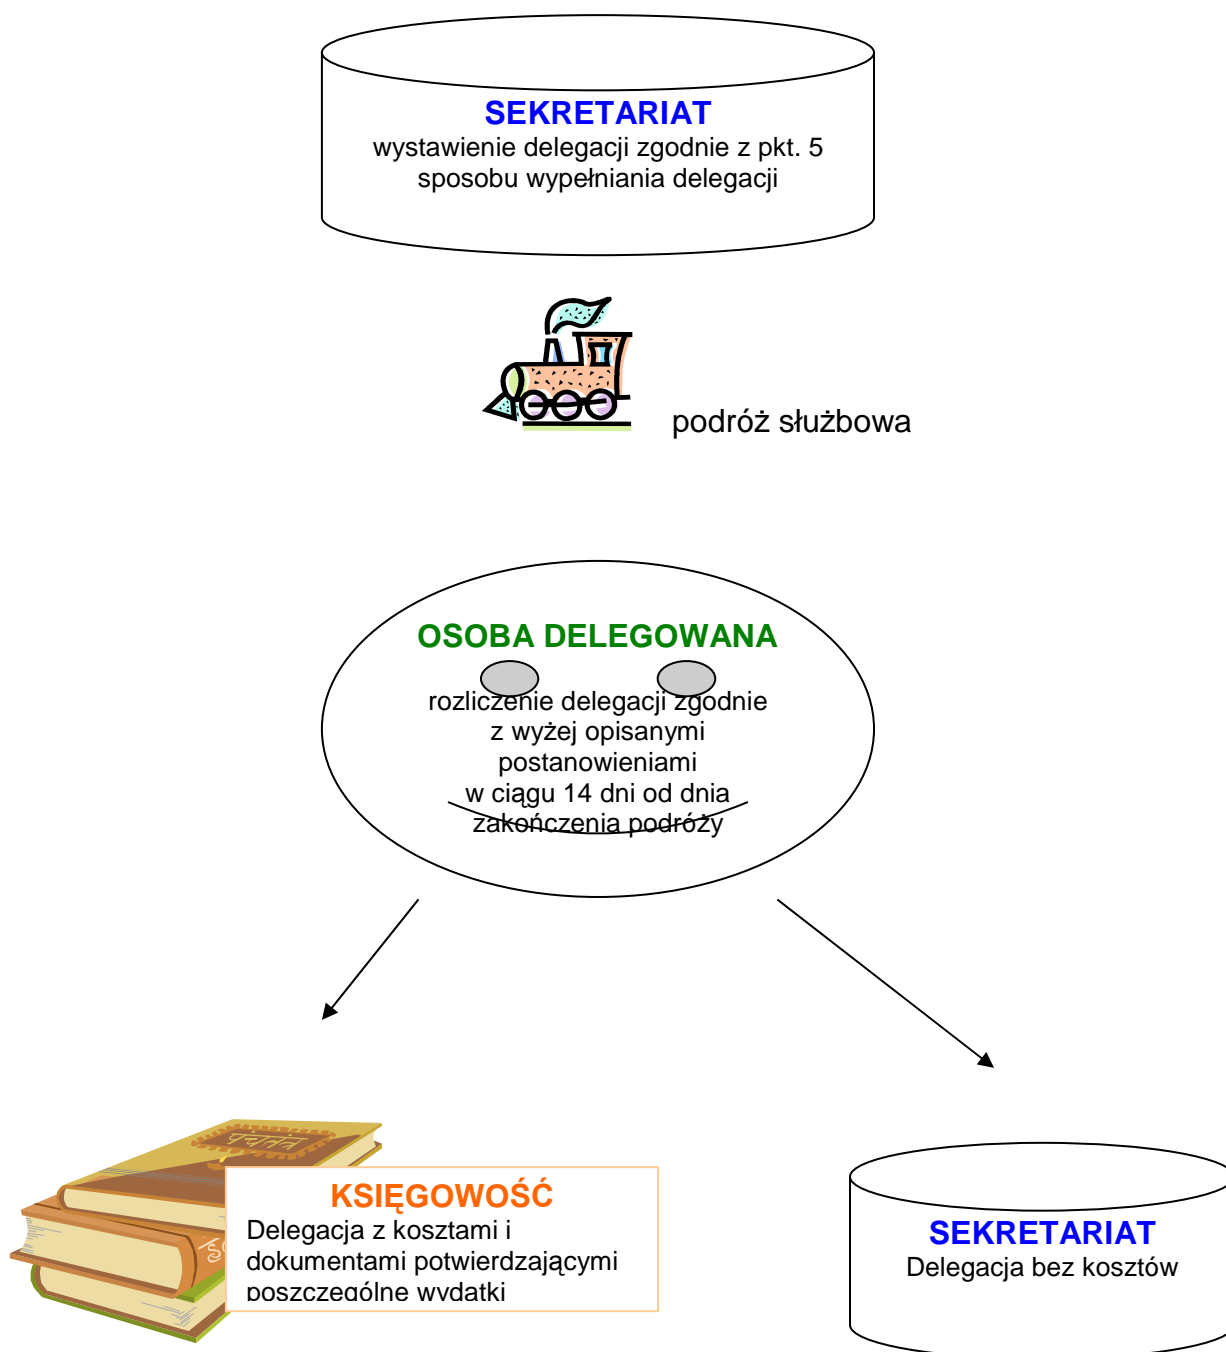 SEKRETARIAT
wystawienie delegacji zgodnie z pkt. 5
sposobu wypełniania delegacji
podróż służbowa
OSOBA DELEGOWANA
rozliczenie delegacji zgodnie
z wyżej opisanymi
postanowieniami
w ciągu 14 dni od dnia
zakończenia podróży
KSIĘGOWOŚĆ
Delegacja z kosztami i
dokumentami potwierdzającymi
poszczególne wydatki
SEKRETARIAT
Delegacja bez kosztów